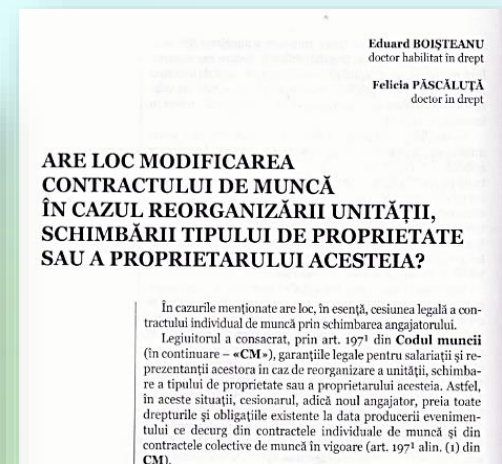 Eduard BOIȘTEANU
doctor habilitat în drept
Felicia PĂSCĂLUȚĂ
doctor în drept
ARE LOC MODIFICAREA
CONTRACTULUI DE MUNCĂ
ÎN CAZUL REORGANIZĂRII UNITĂȚII,
SCHIMBĂRII TIPULUI DE PROPRIETATE
SAU A PROPRIETARULUI ACESTEIA?
În cazurile menționate are loc, în esență, cesiunea legală a con-
tractului individual de muncă prin schimbarea angajatorului.
Legiuitorul a consacrat, prin art. 197¹ din Codul muncii
(în continuare – «CM»), garanțiile legale pentru salariații și re-
prezentanții acestora în caz de reorganizare a unității, schimba-
re a tipului de proprietate sau a proprietarului acesteia. Astfel,
în aceste situații, cesionarul, adică noul angajator, preia toate
drepturile și obligațiile existente la data producerii evenimen-
tului ce decurg din contractele individuale de muncă și din
contractele colective de muncă în vigoare (art. 197¹ alin. (1) din
CM).